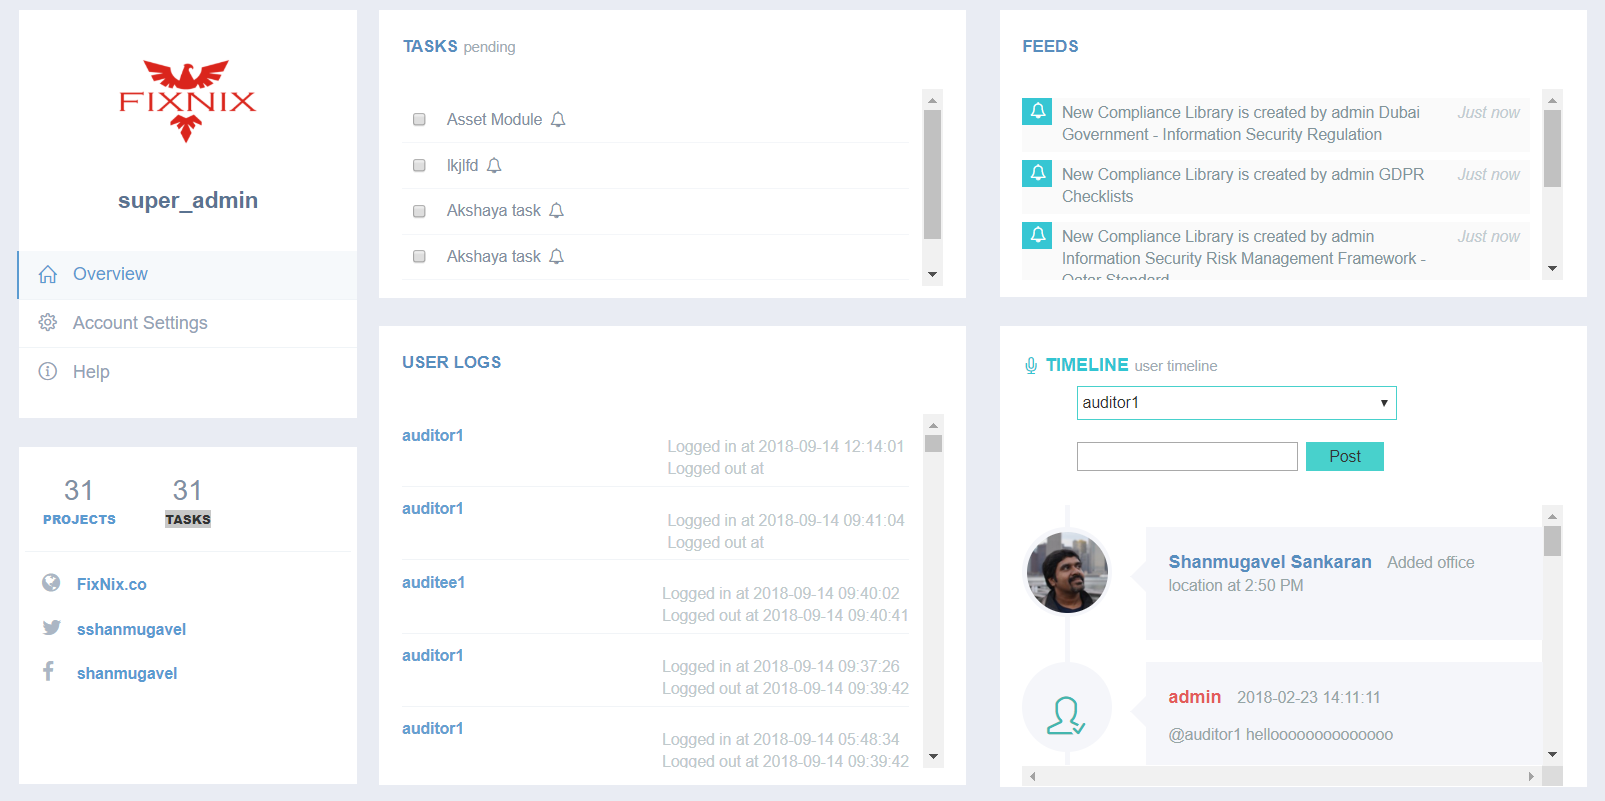 FIXNIX
super_admin
Overview
Account Settings
Help
31
PROJECTS
31
TASKS
FixNix.co
sshanmugavel
shanmugavel
TASKS pending
Asset Module
lkjlfd
Akshaya task
Akshaya task
USER LOGS
auditor1
Logged in at 2018-09-14 12:14:01
Logged out at
auditor1
Logged in at 2018-09-14 09:41:04
Logged out at
auditee1
Logged in at 2018-09-14 09:40:02
Logged out at 2018-09-14 09:40:41
auditor1
Logged in at 2018-09-14 09:37:26
Logged out at 2018-09-14 09:39:42
auditor1
Logged in at 2018-09-14 05:48:34
Logged out at 2018-09-14 09:39:42
FEEDS
New Compliance Library is created by admin Dubai Just now
Government - Information Security Regulation
New Compliance Library is created by admin GDPR Just now
Checklists
New Compliance Library is created by admin Just now
Information Security Risk Management Framework -
Qatar Standard
TIMELINE user timeline
auditor1
Post
Shanmugavel Sankaran Added office
location at 2:50 PM
admin 2018-02-23 14:11:11
@auditor1 hellooooooooooooooo